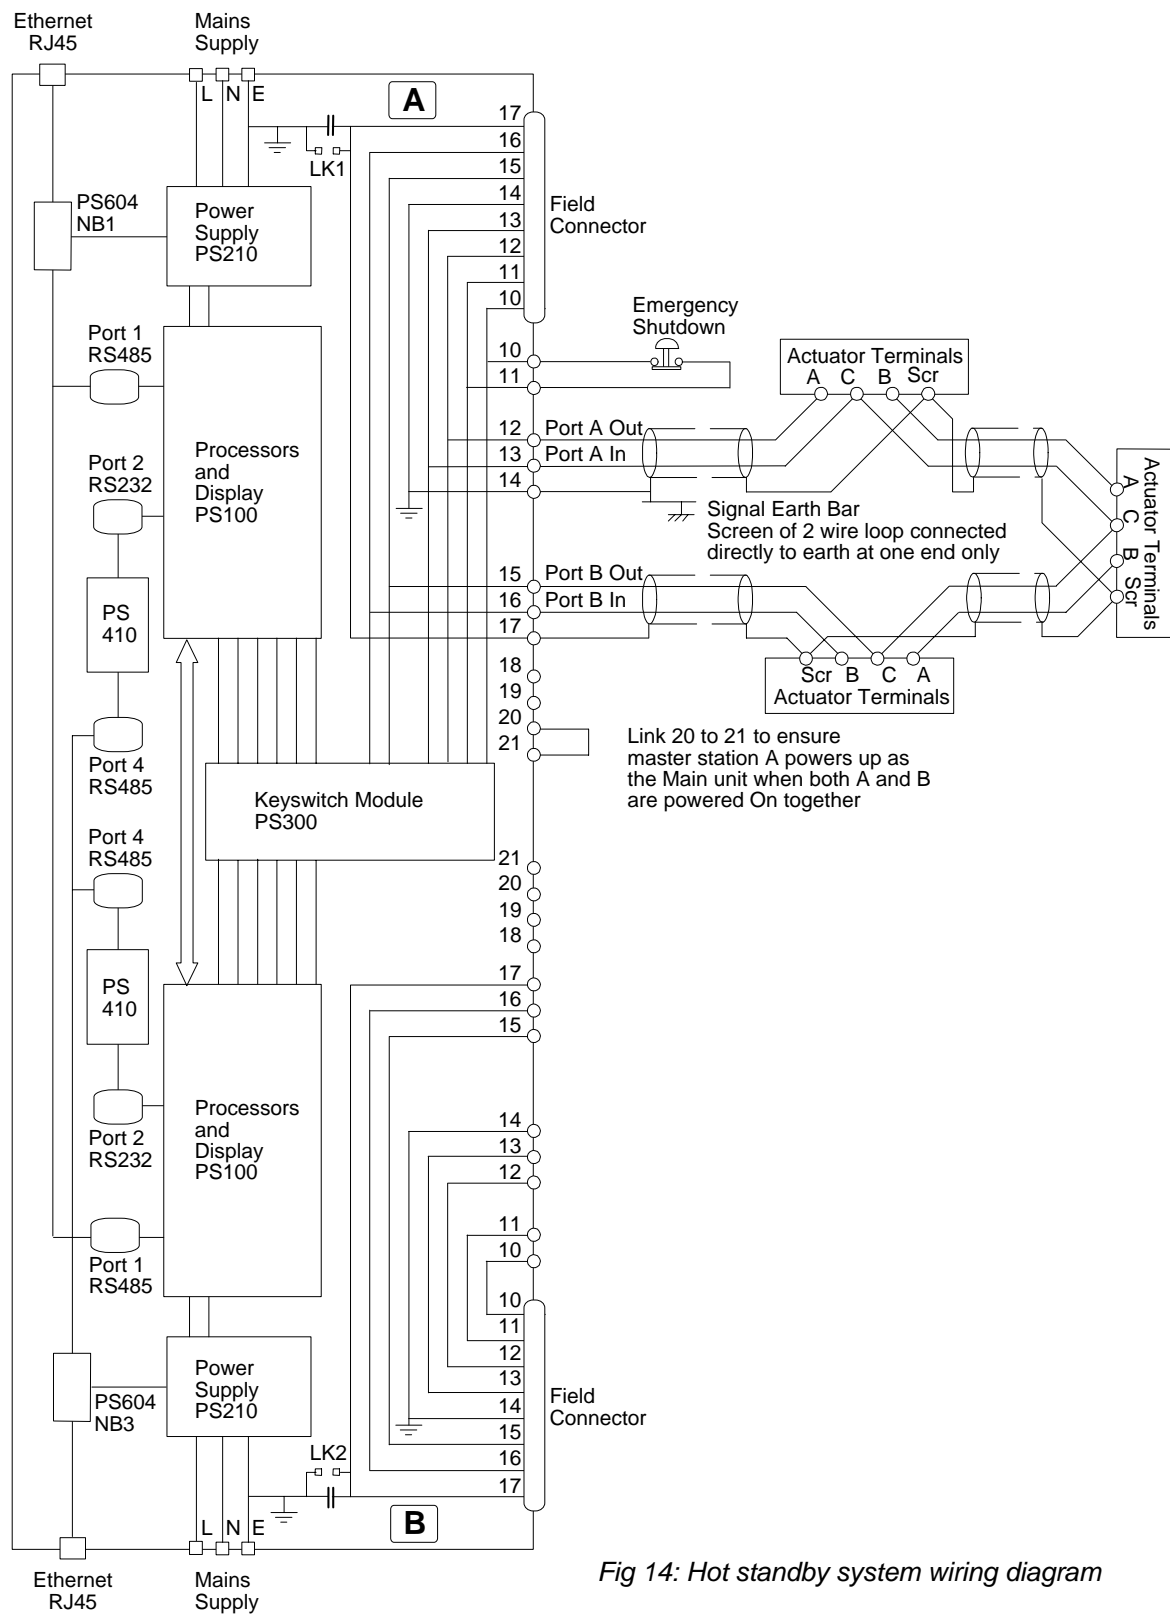 Ethernet
RJ45
Mains
Supply
L N E
A
LK1
17
16
15
14
13
12
11
10
Field
Connector
PS604
NB1
Power
Supply
PS210
Port 1
RS485
Processors
and
Display
PS100
Port 2
RS232
PS
410
Port 4
RS485
10
11
Emergency
Shutdown
12 Port A Out
13 Port A In
14
Actuator Terminals
A C B Scr
Signal Earth Bar
Screen of 2 wire loop connected
directly to earth at one end only
Actuator Terminals
A C B Scr
15 Port B Out
16 Port B In
17
Scr B C A
Actuator Terminals
18
19
20
21
Link 20 to 21 to ensure
master station A powers up as
the Main unit when both A and B
are powered On together
Keyswitch Module
PS300
Port 4
RS485
PS
410
Port 2
RS232
Processors
and
Display
PS100
Port 1
RS485
21
20
19
18
17
16
15
14
13
12
11
10
10
11
12
13
14
15
16
17
Field
Connector
Power
Supply
PS210
PS604
NB3
LK2
B
L N E
Ethernet
RJ45
Mains
Supply
Fig 14: Hot standby system wiring diagram